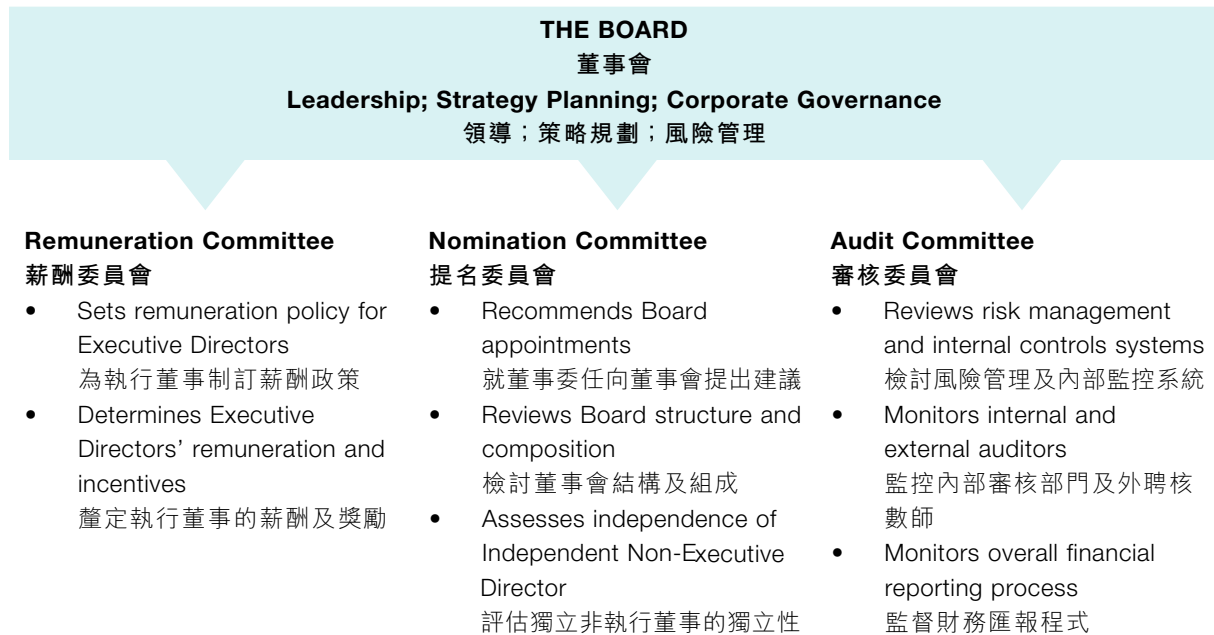 THE BOARD
董事會
Leadership; Strategy Planning; Corporate Governance
領導；策略規劃；風險管理
Remuneration Committee
薪酬委員會
• Sets remuneration policy for
Executive Directors
為執行董事制訂薪酬政策
• Determines Executive
Directors’ remuneration and
incentives
釐定執行董事的薪酬及獎勵
Nomination Committee
提名委員會
• Recommends Board
appointments
就董事委任向董事會提出建議
• Reviews Board structure and
composition
檢討董事會結構及組成
• Assesses independence of
Independent Non-Executive
Director
評估獨立非執行董事的獨立性
Audit Committee
審核委員會
• Reviews risk management
and internal controls systems
檢討風險管理及內部監控系統
• Monitors internal and
external auditors
監控內部審核部門及外聘核
數師
• Monitors overall financial
reporting process
監督財務匯報程式